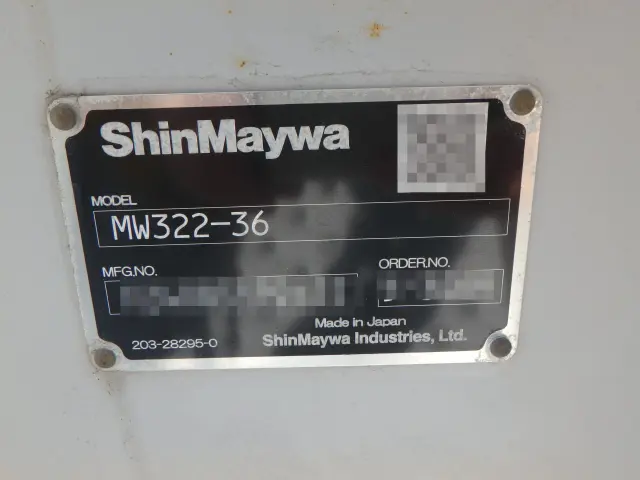 ShinMaywa
MODEL
MW322-36
MFG.NO.
ORDER.NO.
Made in Japan
203-28295-0
ShinMaywa Industries, Ltd.